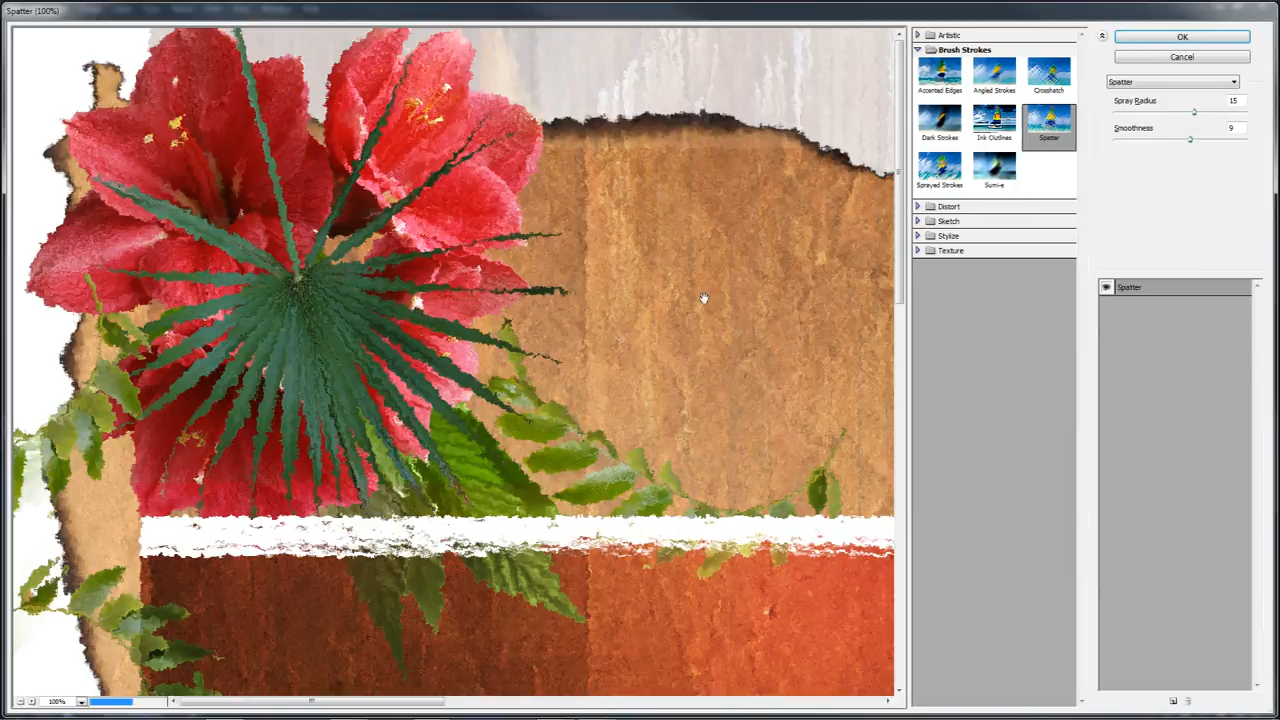 Spatter (100%)
Artistic
Brush Strokes
Accented Edges
Angled Strokes
Crosshatch
Dark Strokes
Ink Outlines
Spatter
Sprayed Strokes
Sumi-e
Distort
Sketch
Stylize
Texture
OK
Cancel
Spatter
Spray Radius 15
Smoothness 9
Spatter
100%